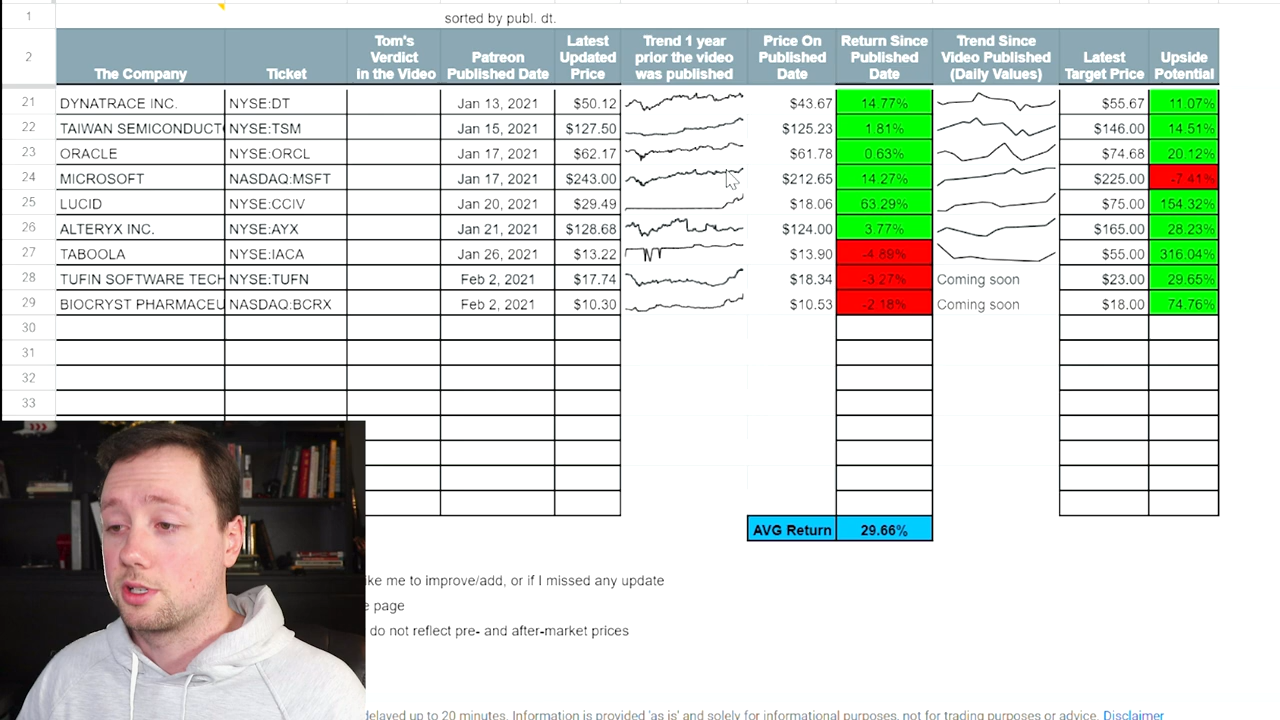 1 sorted by publ. dt.
2 The Company Ticket Tom's Verdict in the Video Patreon Published Date Latest Updated Price Trend 1 year prior the video was published Price On Published Date Return Since Published Date Trend Since Video Published (Daily Values) Latest Target Price Upside Potential
21 DYNATRACE INC. NYSE:DT Jan 13, 2021 $50.12 $43.67 14.77% $55.67 11.07%
22 TAIWAN SEMICONDUCT NYSE:TSM Jan 15, 2021 $127.50 $125.23 1.81% $146.00 14.51%
23 ORACLE NYSE:ORCL Jan 17, 2021 $62.17 $61.78 0.63% $74.68 20.12%
24 MICROSOFT NASDAQ:MSFT Jan 17, 2021 $243.00 $212.65 14.27% $225.00 -7.41%
25 LUCID NYSE:CCIV Jan 20, 2021 $29.49 $18.06 63.29% $75.00 154.32%
26 ALTERYX INC. NYSE:AYX Jan 21, 2021 $128.68 $124.00 3.77% $165.00 28.23%
27 TABOOLA NYSE:IACA Jan 26, 2021 $13.22 $13.90 -4.89% $55.00 316.04%
28 TUFIN SOFTWARE TECH NYSE:TUFN Feb 2, 2021 $17.74 $18.34 -3.27% Coming soon $23.00 29.65%
29 BIOCRYST PHARMACEU NASDAQ:BCRX Feb 2, 2021 $10.30 $10.53 -2.18% Coming soon $18.00 74.76%
30
31
32
33
AVG Return 29.66%
ike me to improve/add, or if I missed any update
e page
do not reflect pre- and after-market prices
delayed up to 20 minutes. Information is provided 'as is' and solely for informational purposes, not for trading purposes or advice. Disclaimer